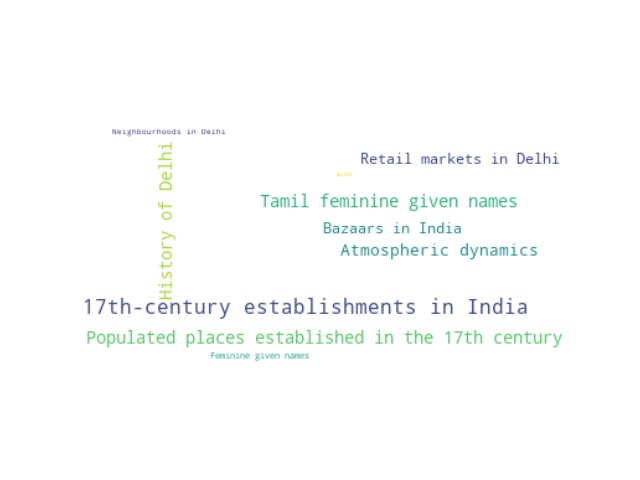 Neighbourhoods in Delhi
History of Delhi
Retail markets in Delhi
Tamil feminine given names
Bazaars in India
Atmospheric dynamics
17th-century establishments in India
Populated places established in the 17th century
Feminine given names